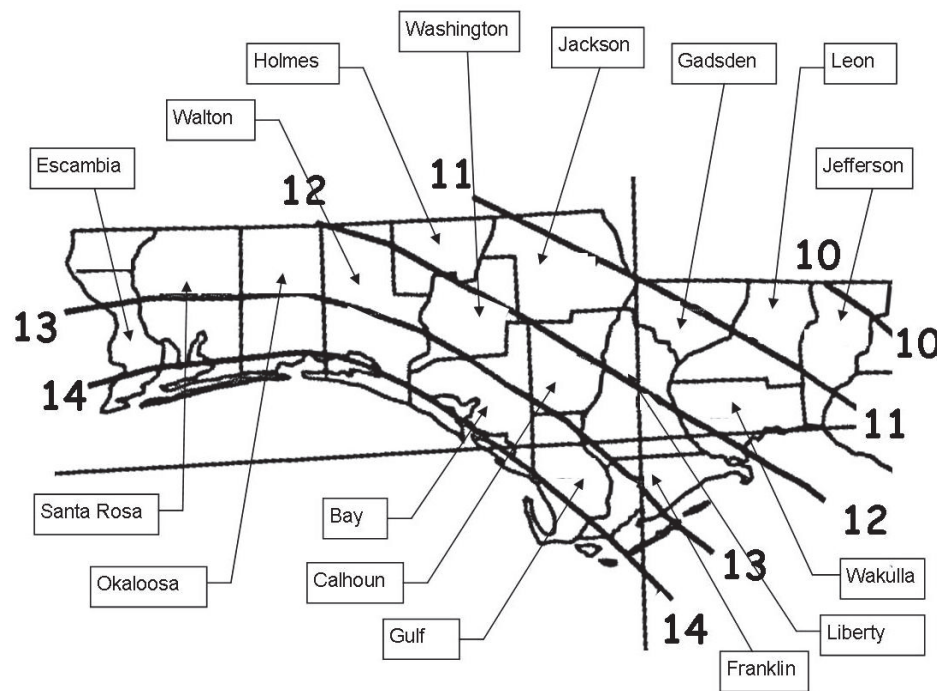 Washington
Jackson
Holmes
Gadsden
Leon
Walton
Escambia
Jefferson
12
11
10
13
10
14
11
Santa Rosa
Bay
12
Okaloosa
Calhoun
13
Wakulla
Gulf
14
Liberty
Franklin